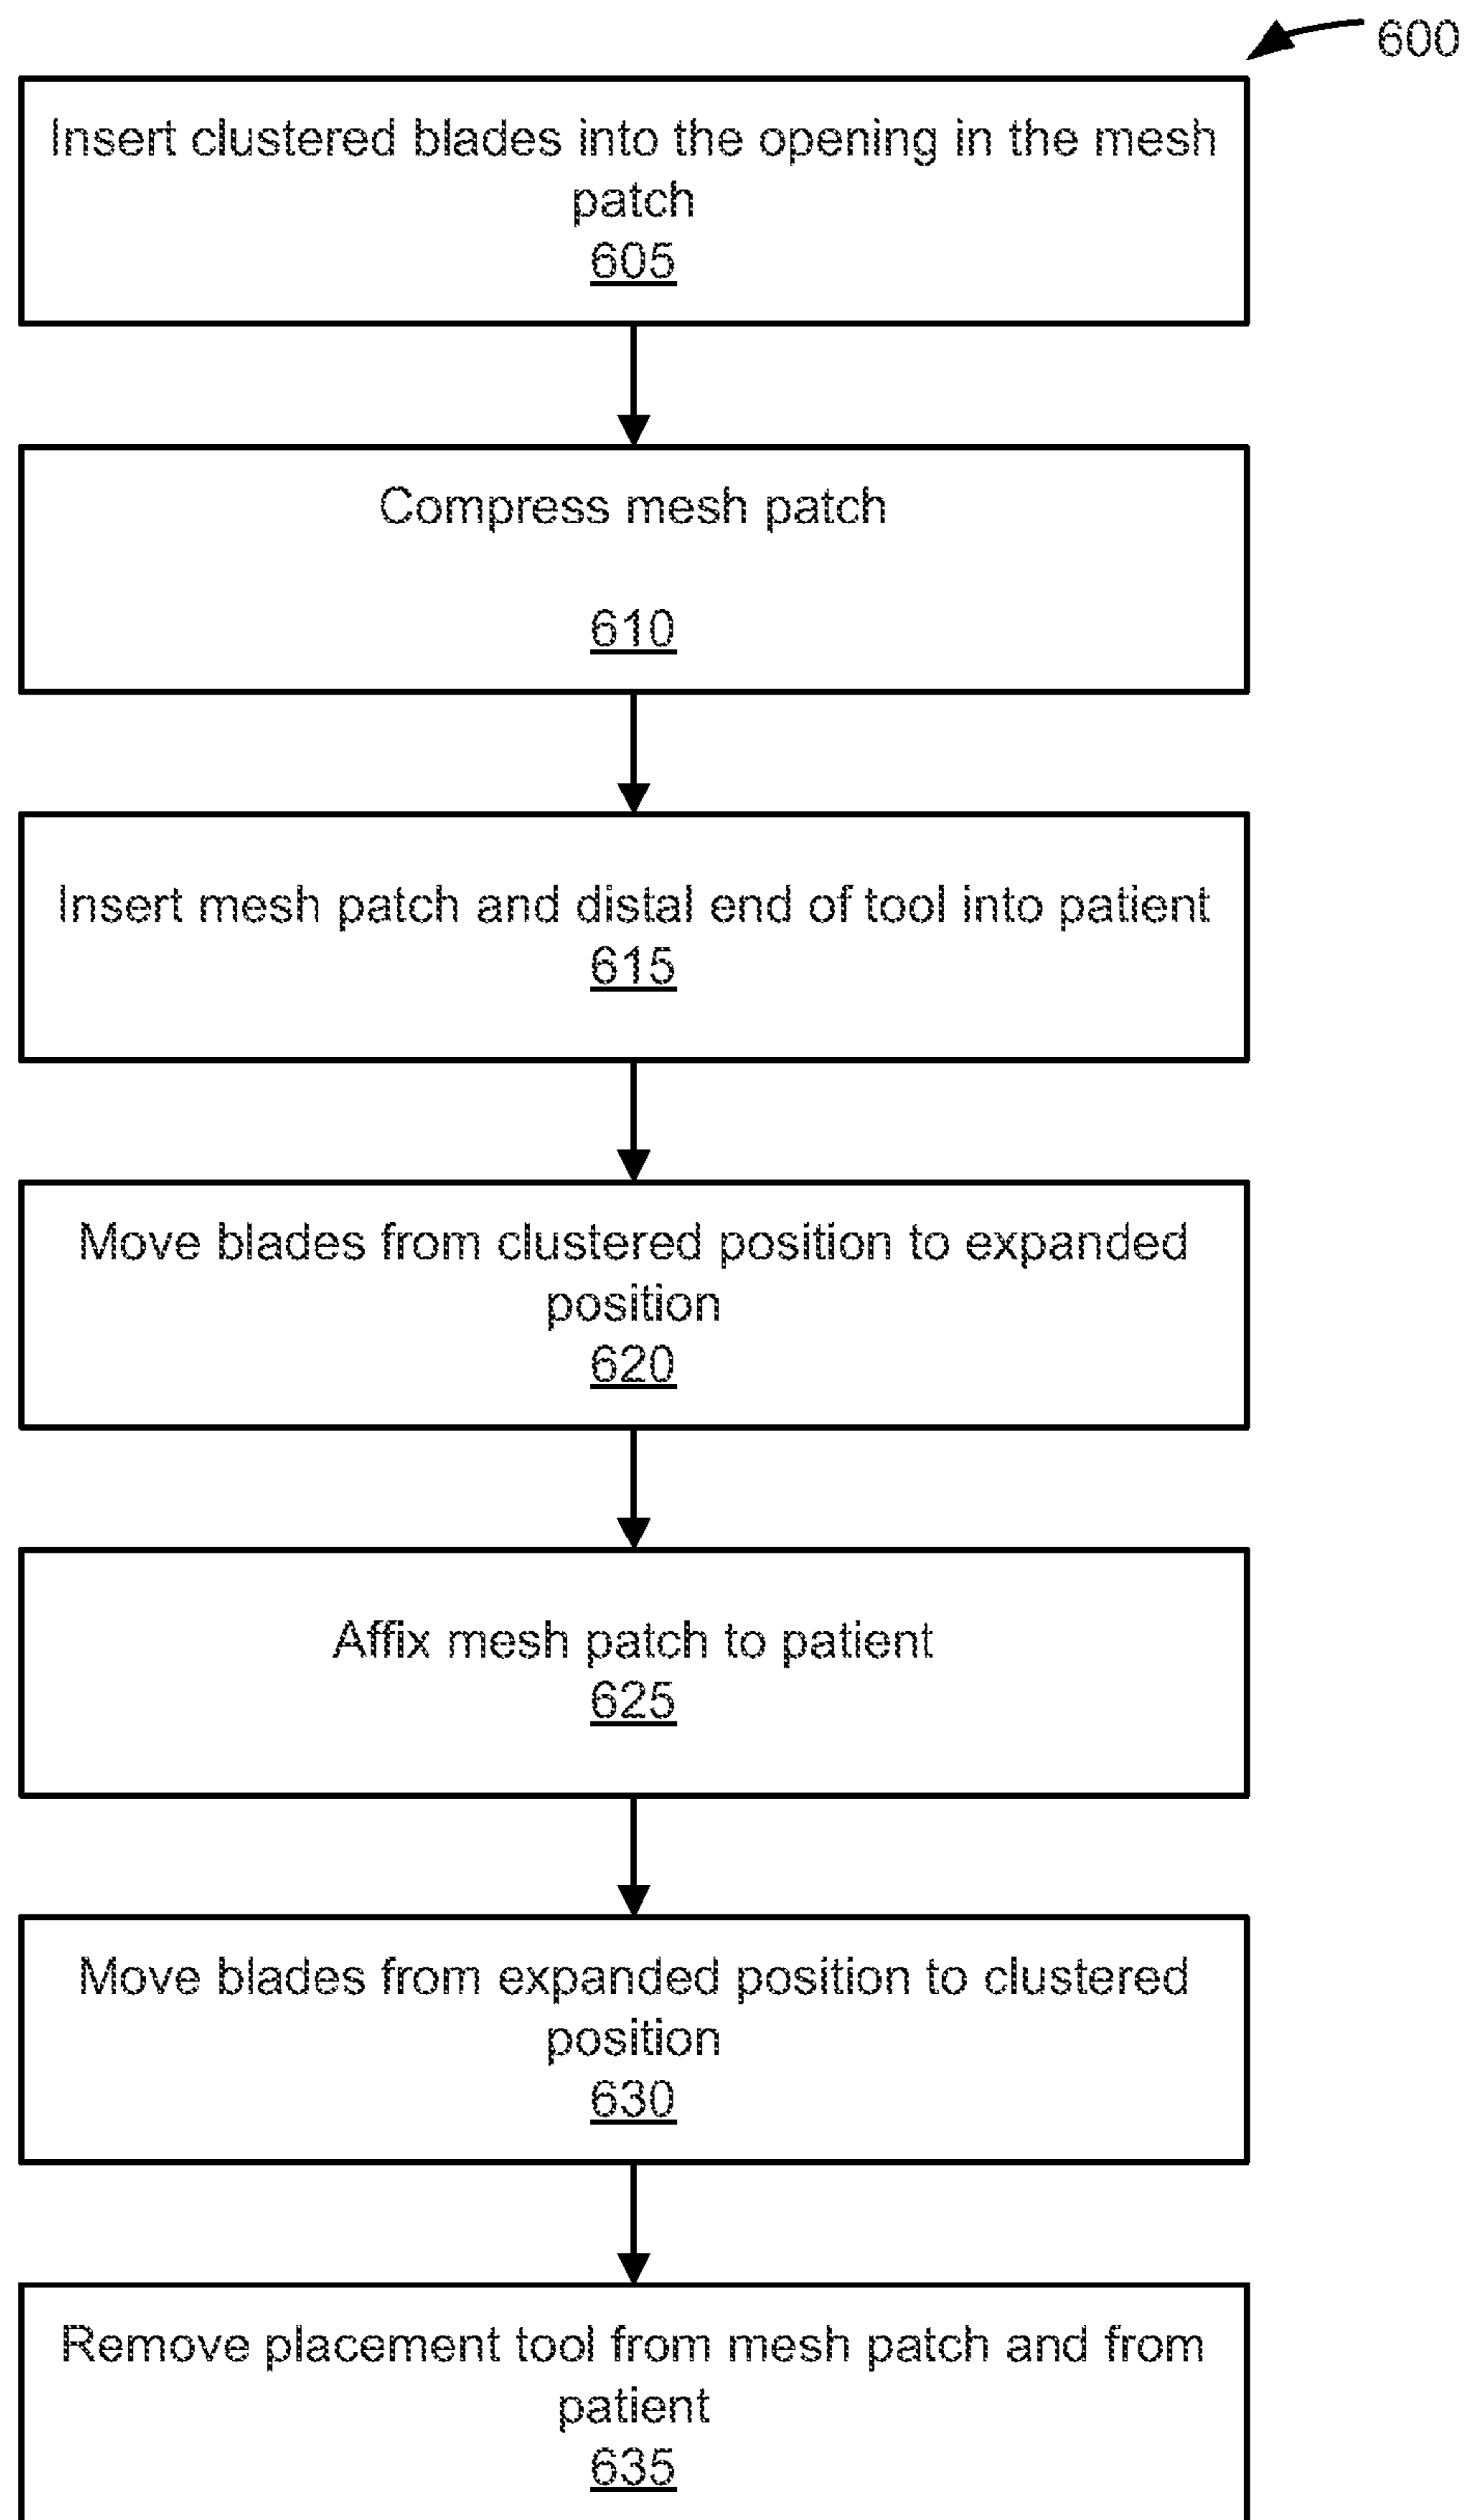 600
Insert clustered blades into the opening in the mesh
patch
605
Compress mesh patch
610
Insert mesh patch and distal end of tool into patient
615
Move blades from clustered position to expanded
position
620
Affix mesh patch to patient
625
Move blades from expanded position to clustered
position
630
Remove placement tool from mesh patch and from
patient
635